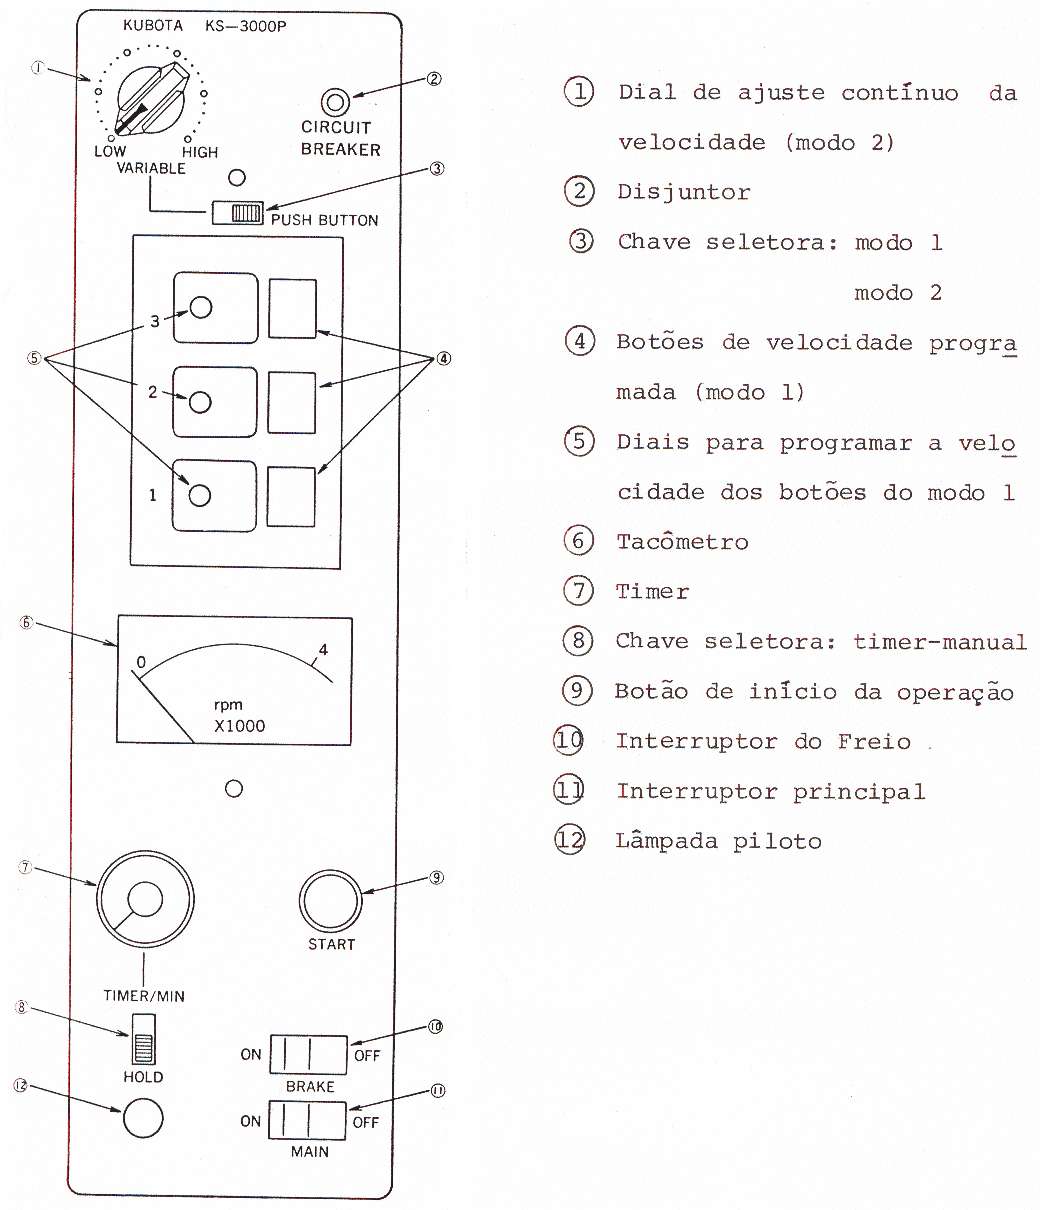 KUBOTA KS—3000P
①
②
CIRCUIT
BREAKER
LOW HIGH
VARIABLE
③
PUSH BUTTON
3
⑤
④
2
1
⑥
0 4
rpm
X1000
⑦
⑨
START
TIMER/MIN
⑧
⑩
ON OFF
HOLD
BRAKE
⑫
⑪
ON OFF
MAIN
① Dial de ajuste contínuo da
velocidade (modo 2)
② Disjuntor
③ Chave seletora: modo 1
modo 2
④ Botões de velocidade progra
mada (modo 1)
⑤ Diais para programar a velo
cidade dos botões do modo 1
⑥ Tacômetro
⑦ Timer
⑧ Chave seletora: timer-manual
⑨ Botão de início da operação
⑩ Interruptor do Freio .
⑪ Interruptor principal
⑫ Lâmpada piloto